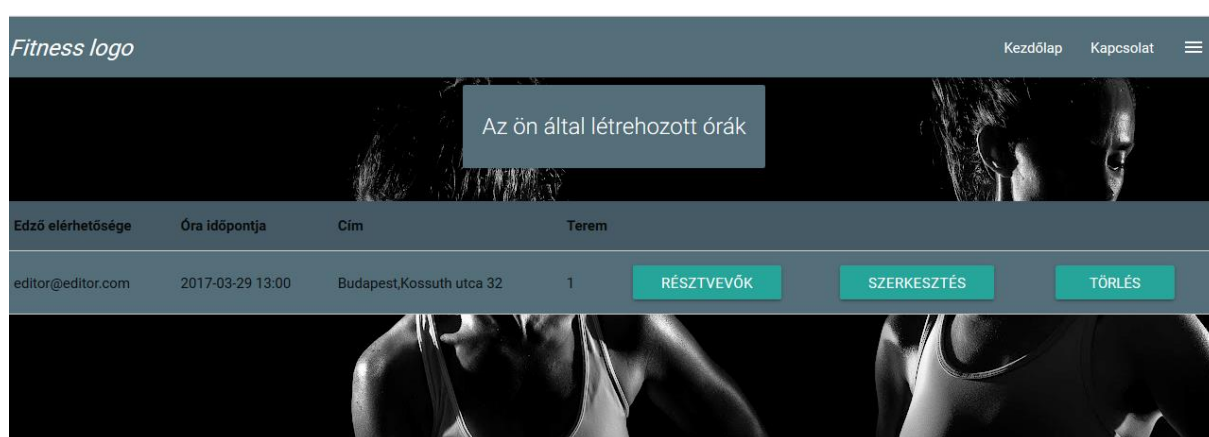 Fitness logo
Kezdőlap Kapcsolat
Az ön által létrehozott órák
Edző elérhetősége Óra időpontja Cím Terem
editor@editor.com 2017-03-29 13:00 Budapest,Kossuth utca 32 1 RÉSZTVEVŐK SZERKESZTÉS TÖRLÉS